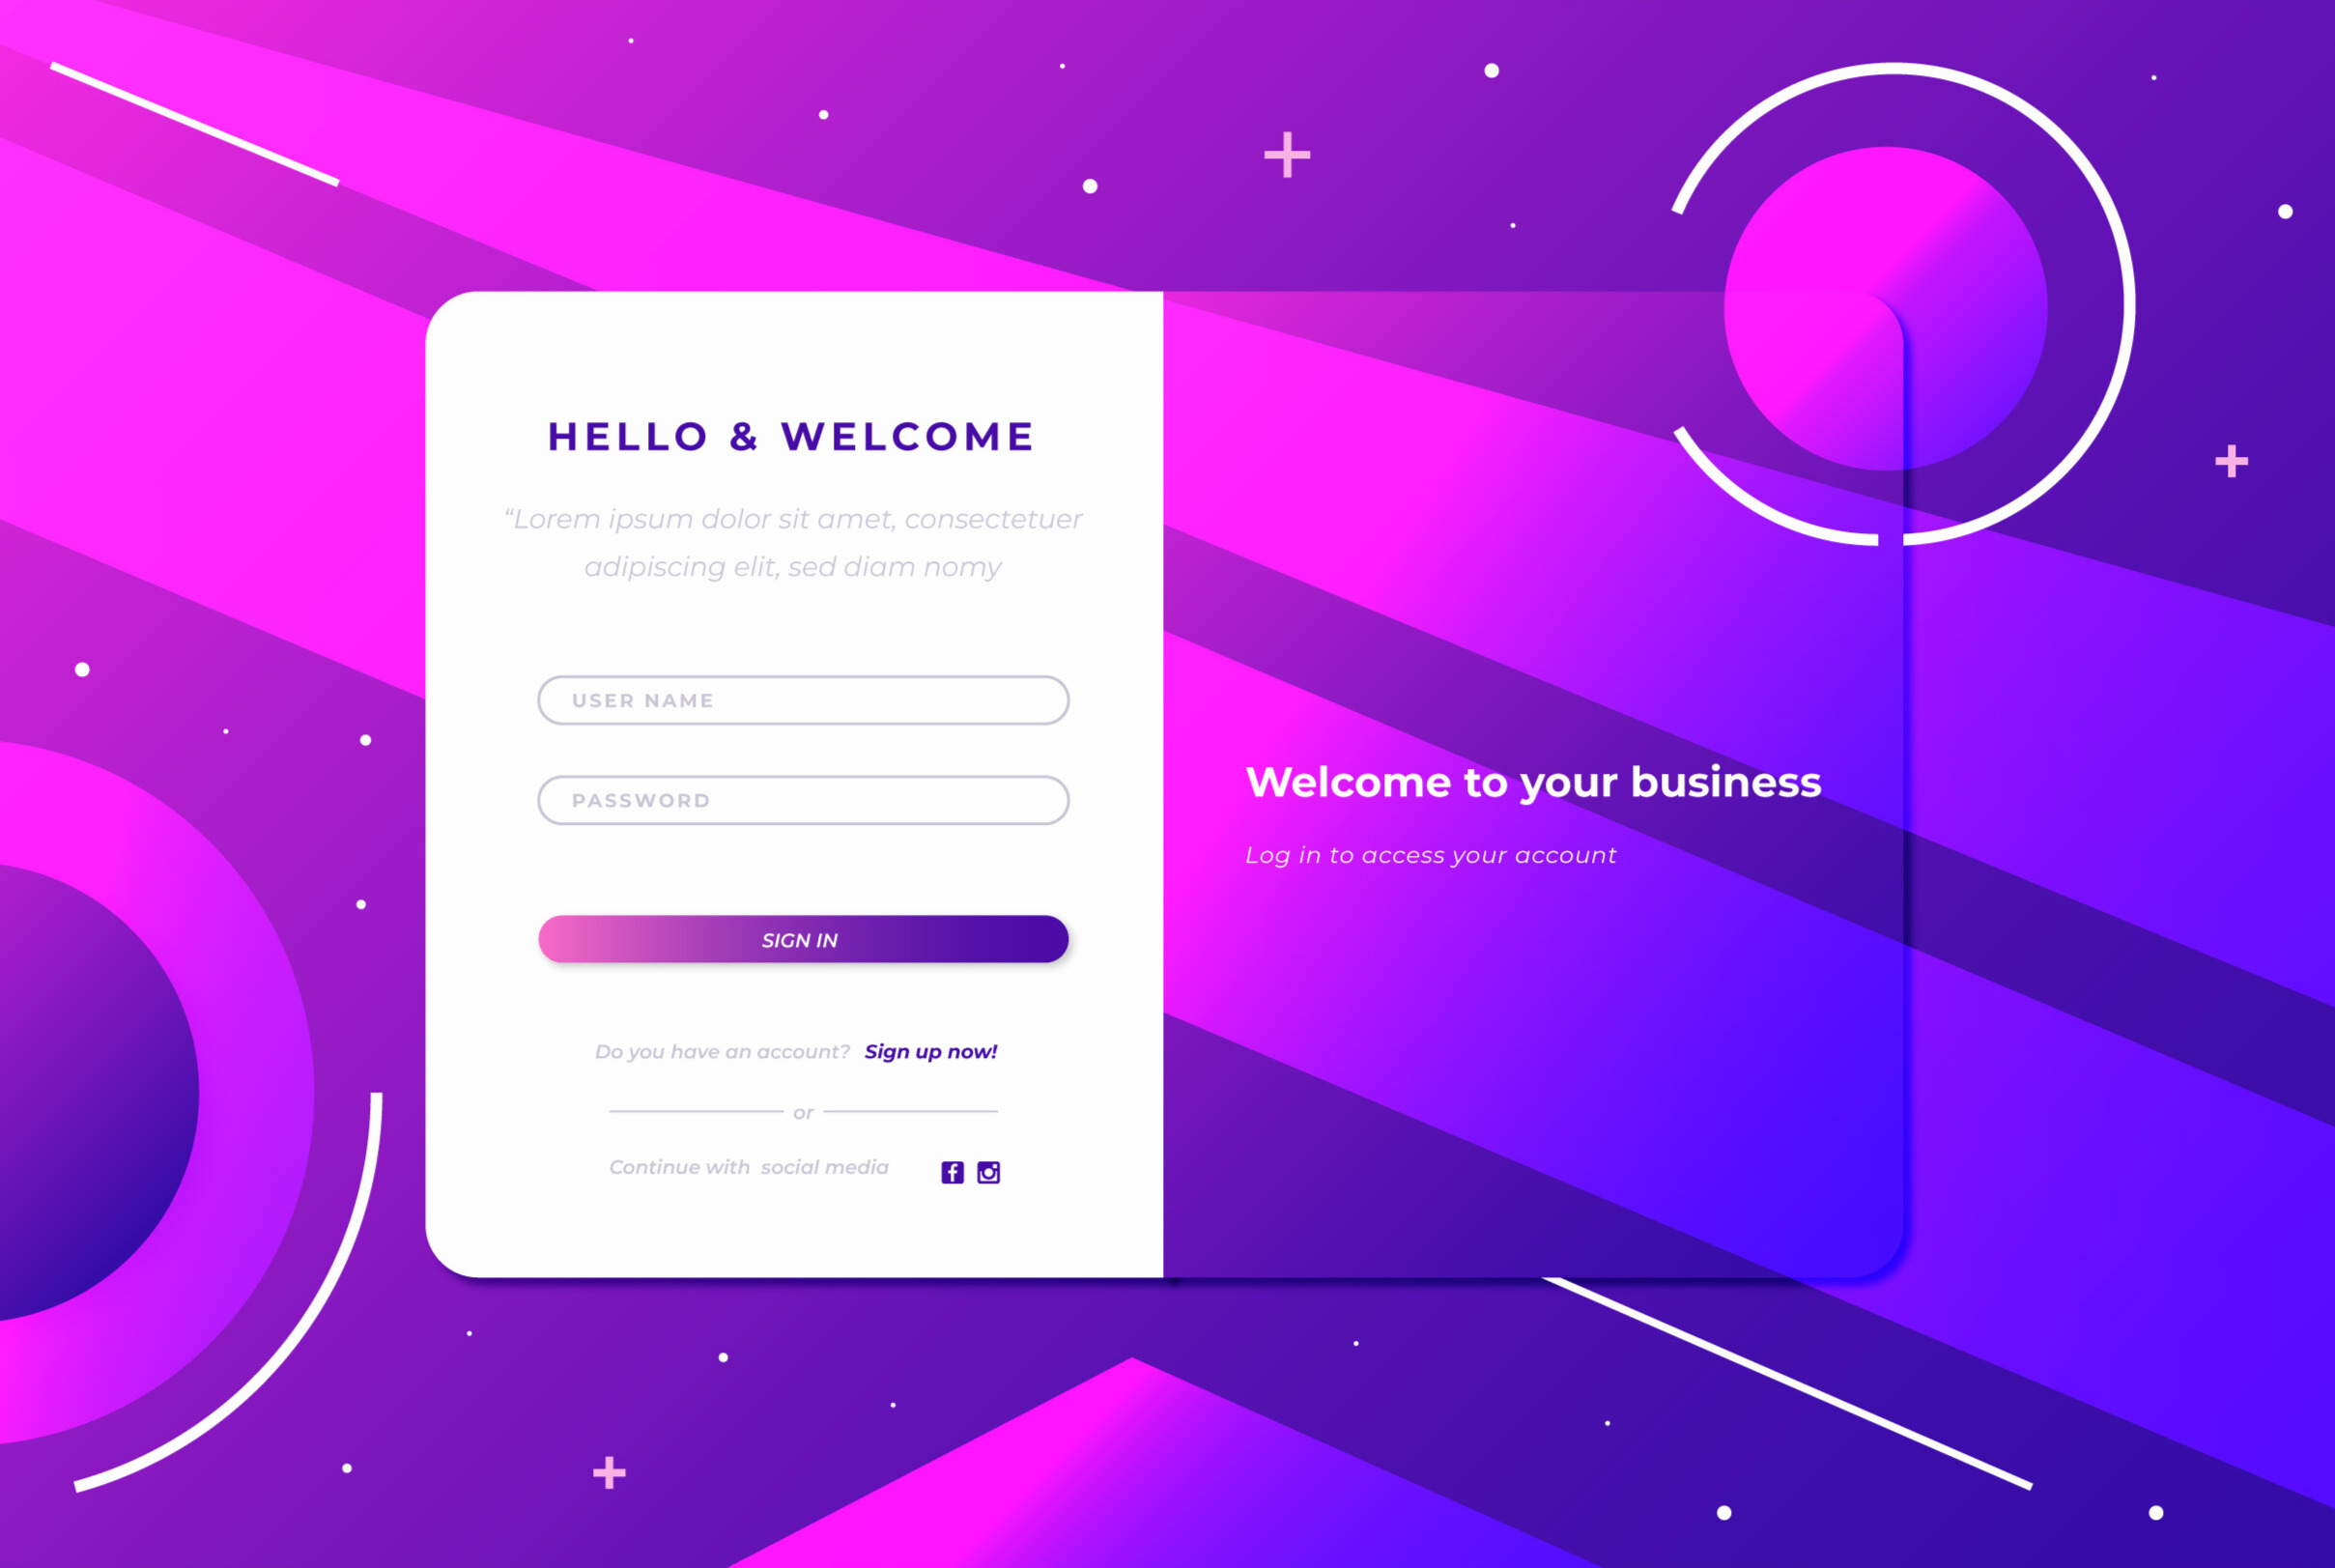 HELLO & WELCOME
“Lorem ipsum dolor sit amet, consectetuer
adipiscing elit, sed diam nomy
USER NAME
PASSWORD
SIGN IN
Do you have an account? Sign up now!
or
Continue with social media
Welcome to your business
Log in to access your account